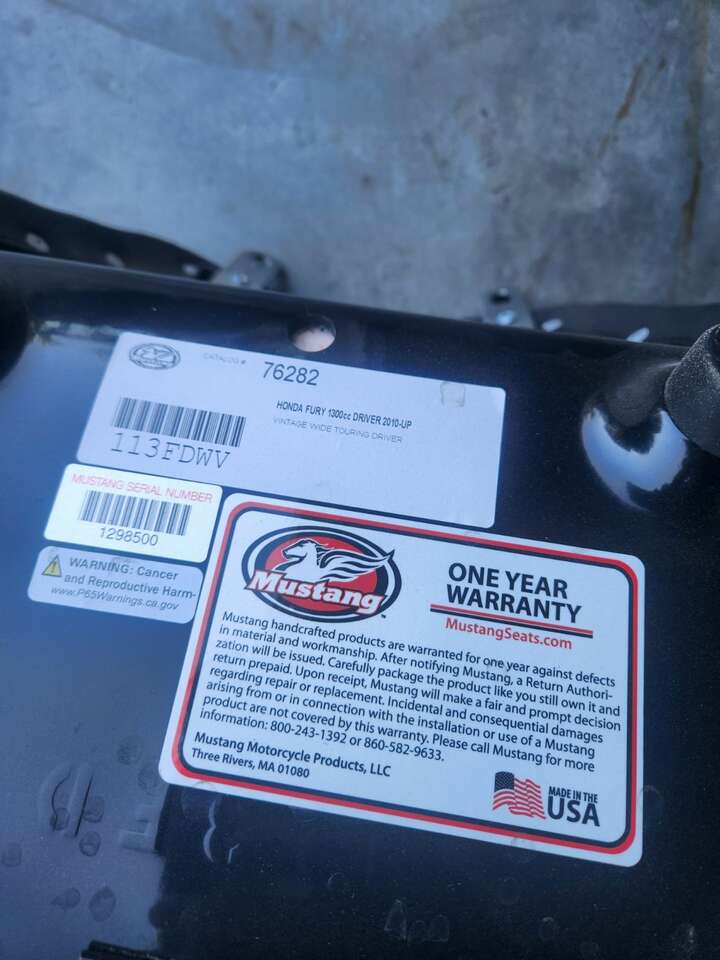 CATALOG # 76282
HONDA FURY 1300cc DRIVER 2010-UP
VINTAGE WIDE TOURING DRIVER
113FDWV
MUSTANG SERIAL NUMBER
1298500
WARNING: Cancer
and Reproductive Harm-
www.P65Warnings.ca.gov
Mustang
ONE YEAR
WARRANTY
MustangSeats.com
Mustang handcrafted products are warranted for one year against defects
in material and workmanship. After notifying Mustang, a Return Authori-
zation will be issued. Carefully package the product like you still own it and
return prepaid. Upon receipt, Mustang will make a fair and prompt decision
regarding repair or replacement. Incidental and consequential damages
arising from or in connection with the installation or use of a Mustang
product are not covered by this warranty. Please call Mustang for more
information: 800-243-1392 or 860-582-9633.
Mustang Motorcycle Products, LLC
Three Rivers, MA 01080
MADE IN THE
USA